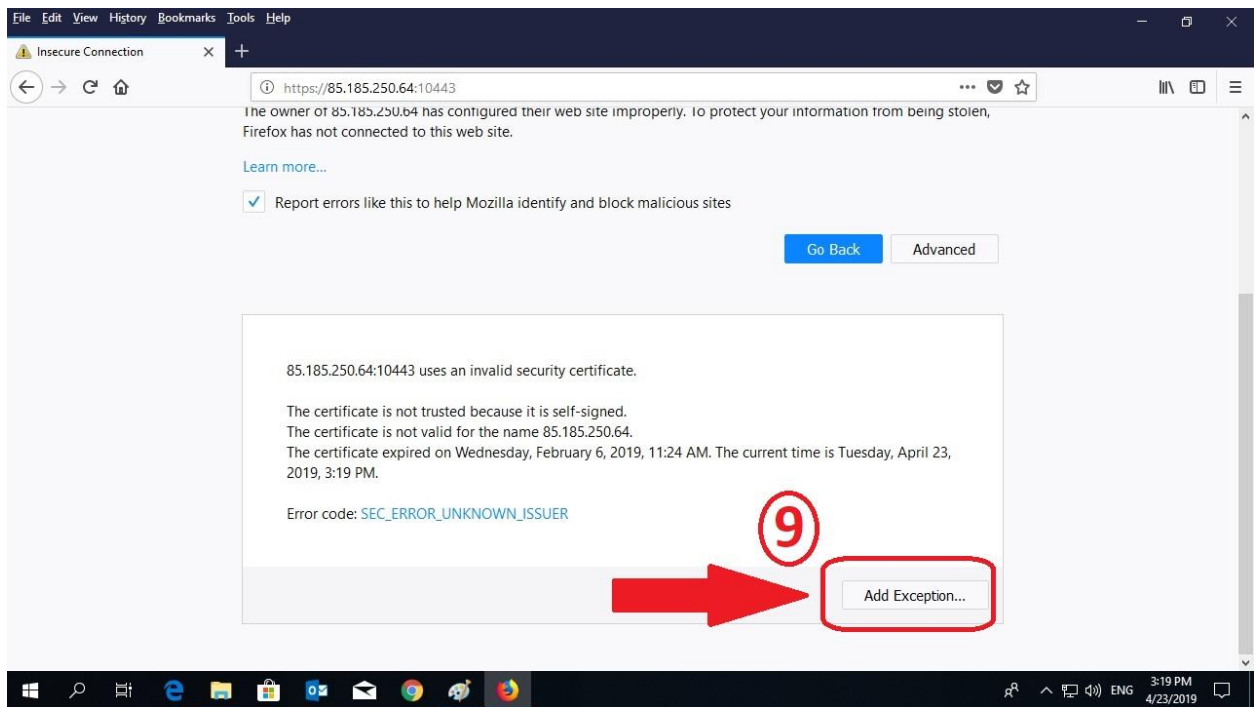 File Edit View History Bookmarks Tools Help
Insecure Connection
https://85.185.250.64:10443
The owner of 85.185.250.64 has configured their web site improperly. To protect your information from being stolen,
Firefox has not connected to this web site.
Learn more...
Report errors like this to help Mozilla identify and block malicious sites
Go Back Advanced
85.185.250.64:10443 uses an invalid security certificate.
The certificate is not trusted because it is self-signed.
The certificate is not valid for the name 85.185.250.64.
The certificate expired on Wednesday, February 6, 2019, 11:24 AM. The current time is Tuesday, April 23,
2019, 3:19 PM.
Error code: SEC_ERROR_UNKNOWN_ISSUER
9
Add Exception...
ENG 3:19 PM
4/23/2019